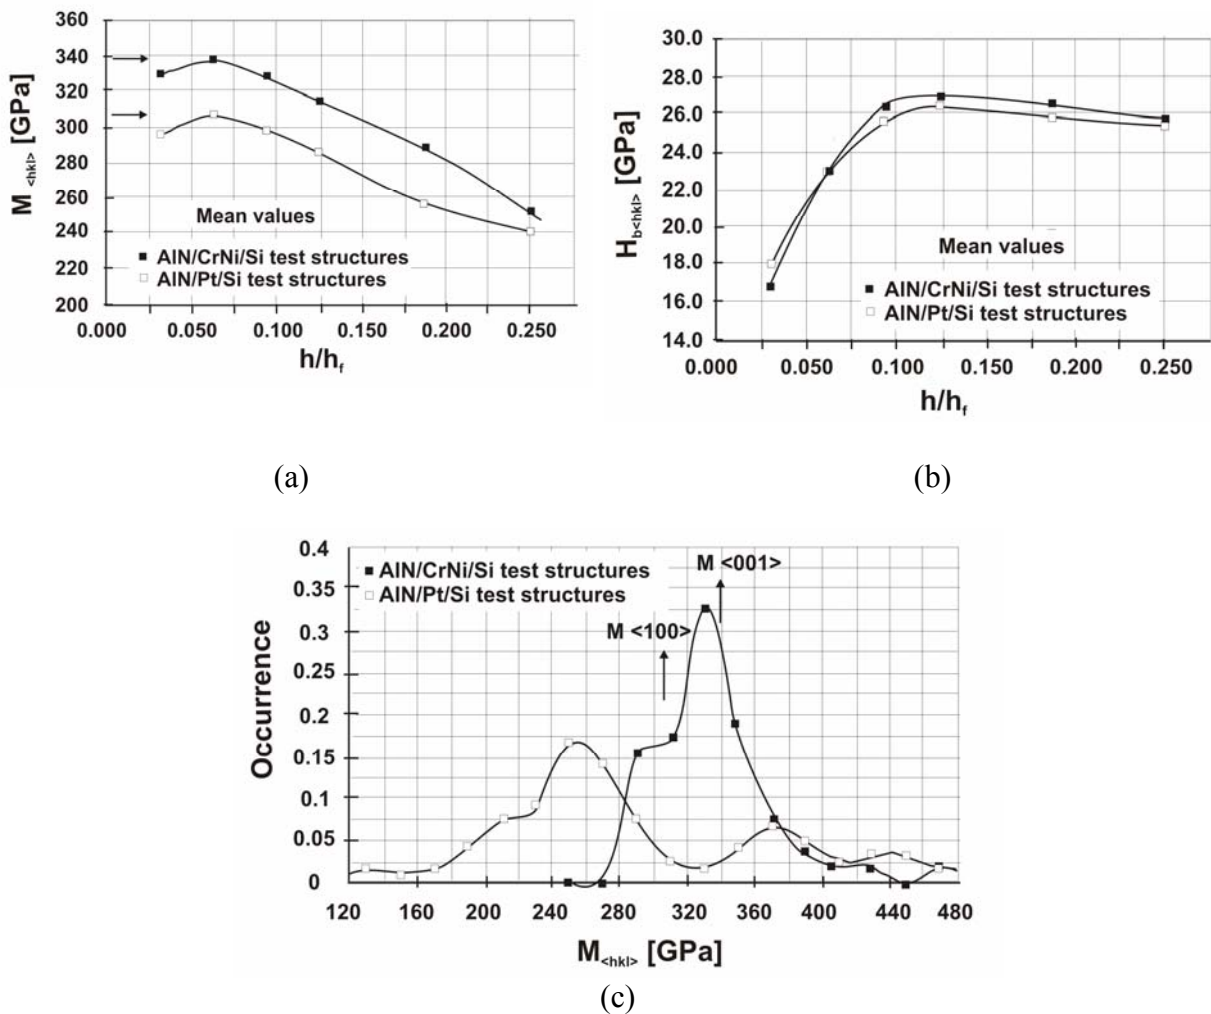 360
340
320
300
280
260
240
220
200
M <hkl> [GPa]
Mean values
AlN/CrNi/Si test structures
AlN/Pt/Si test structures
0.000 0.050 0.100 0.150 0.200 0.250
h/hf
(a)
30.0
28.0
26.0
24.0
22.0
20.0
18.0
16.0
14.0
Hb<hkl> [GPa]
Mean values
AlN/CrNi/Si test structures
AlN/Pt/Si test structures
0.000 0.050 0.100 0.150 0.200 0.250
h/hf
(b)
0.4
0.35
0.3
0.25
0.2
0.15
0.1
0.05
0
Occurrence
AlN/CrNi/Si test structures
AlN/Pt/Si test structures
M <001>
M <100>
120 160 200 240 280 320 360 400 440 480
M<hkl> [GPa]
(c)